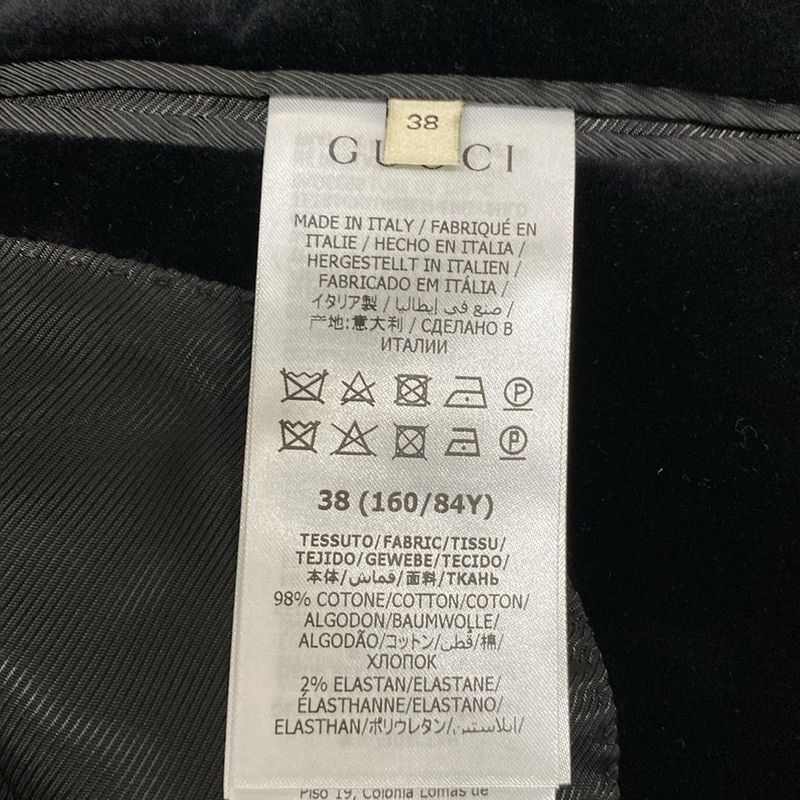 38
GUCCI
MADE IN ITALY / FABRIQUÉ EN
ITALIE / HECHO EN ITALIA /
HERGESTELLT IN ITALIEN /
FABRICADO EM ITÁLIA /
イタリア製 / صنع في إيطاليا /
产地:意大利 / СДЕЛАНО В
ИТАЛИИ
P
P
38 (160/84Y)
TESSUTO/FABRIC/TISSU/
TEJIDO/GEWEBE/TECIDO/
本体/قماش/面料/ТКАНЬ
98% COTONE/COTTON/COTON/
ALGODON/BAUMWOLLE/
ALGODÃO/コットン/قطن/棉/
ХЛОПОК
2% ELASTAN/ELASTANE/
ÉLASTHANNE/ELASTANO/
ELASTHAN/ポリウレタン/إيلاستين/
Piso 19, Colonia Lomas de